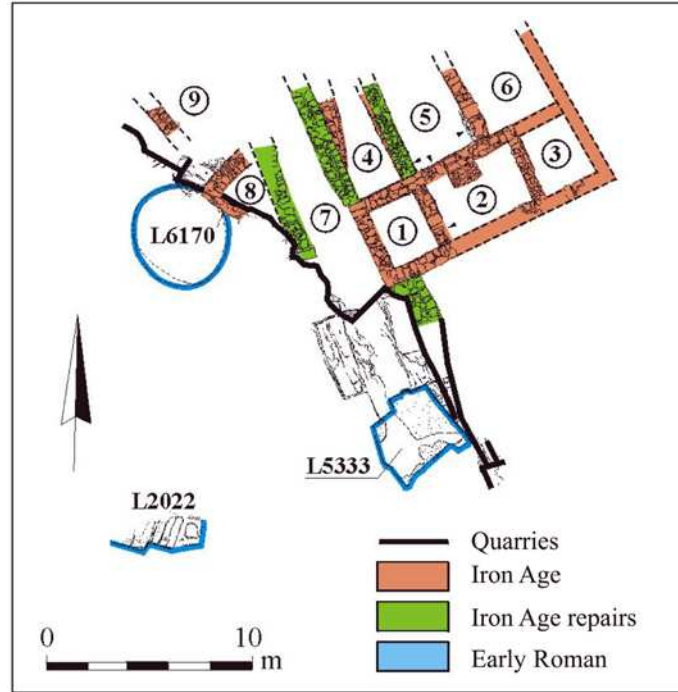 9
6
5
4
3
8
2
7
1
L6170
L5333
L2022
Quarries
Iron Age
Iron Age repairs
Early Roman
0 10
m